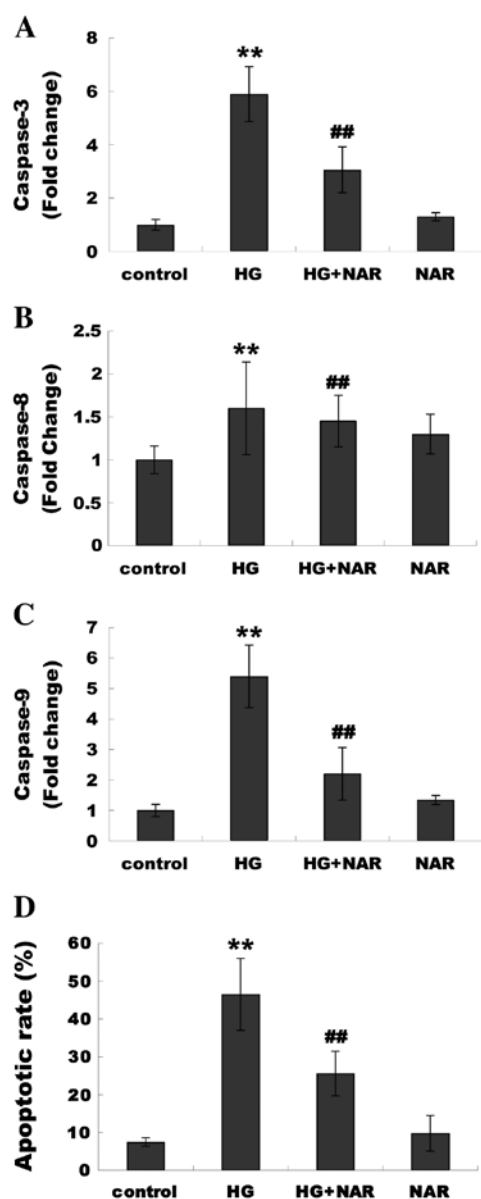 A
Caspase-3
(Fold change)
8
6
4
2
0
**
##
control HG HG+NAR NAR
B
Caspase-8
(Fold Change)
2.5
2
1.5
1
0.5
0
**
##
control HG HG+NAR NAR
C
Caspase-9
(Fold change)
7
6
5
4
3
2
1
0
**
##
control HG HG+NAR NAR
D
Apoptotic rate (%)
60
50
40
30
20
10
0
**
##
control HG HG+NAR NAR